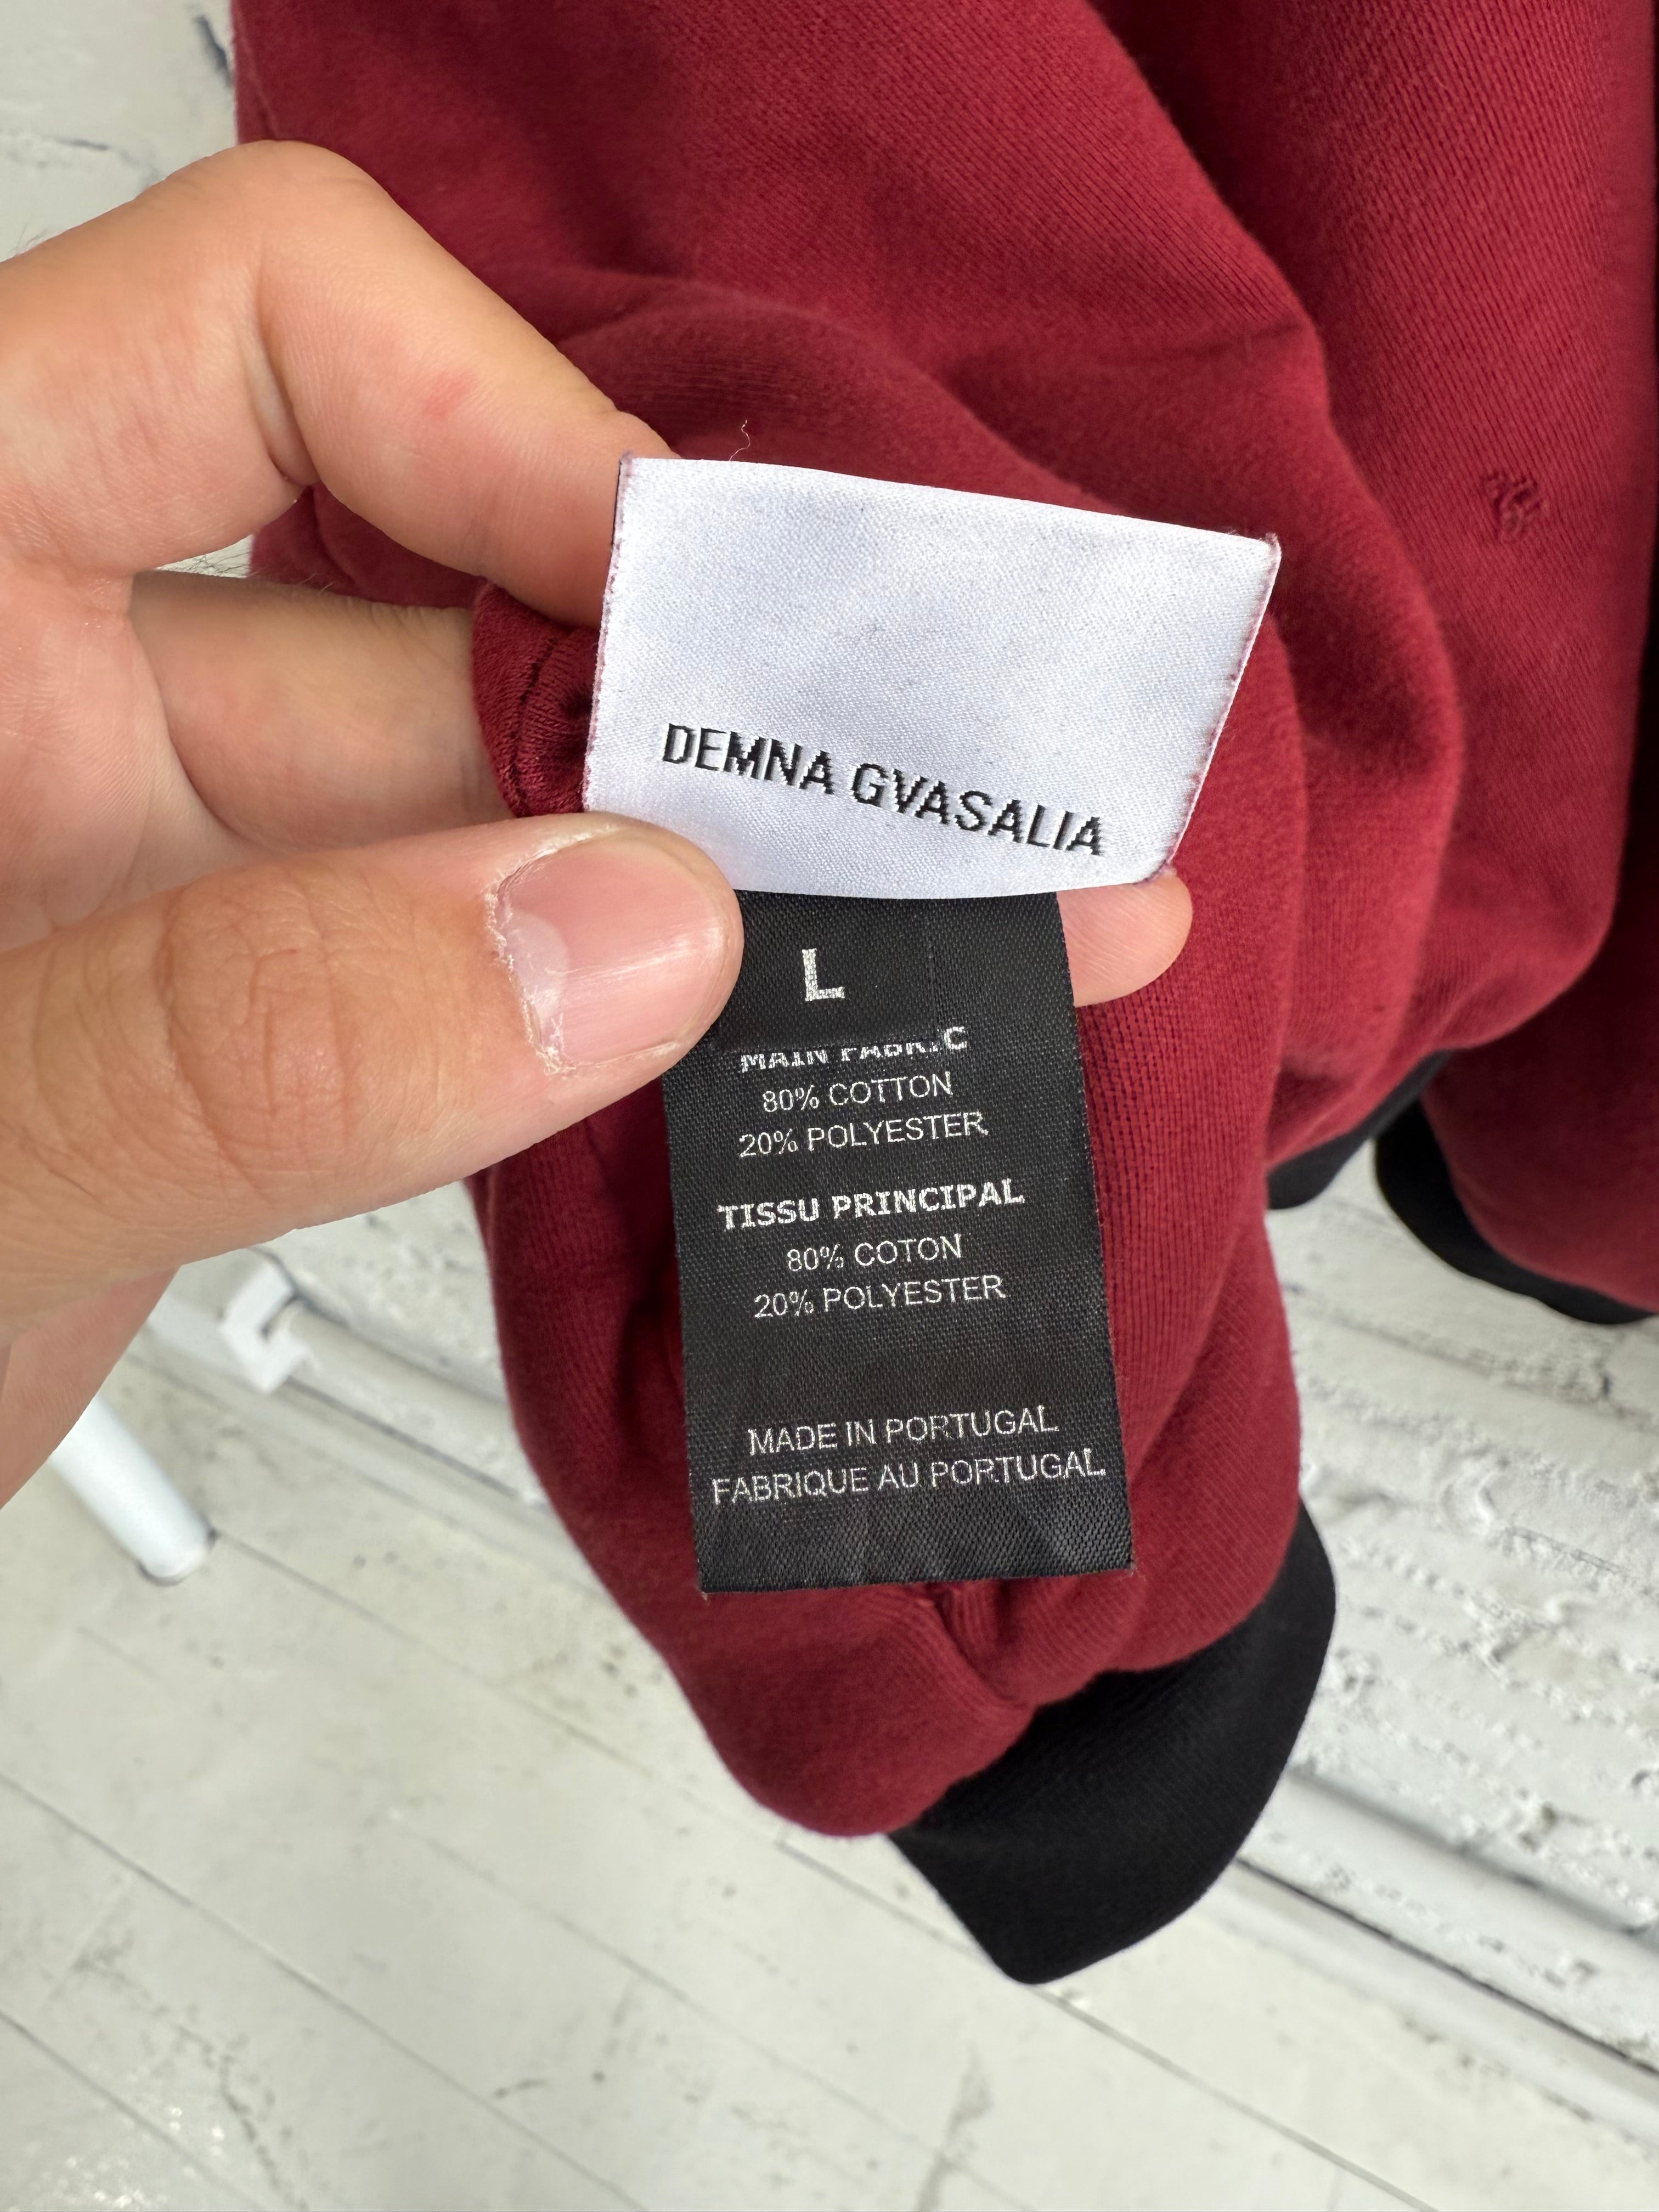 DEMNA GVASALIA
L
MAIN FABRIC
80% COTTON
20% POLYESTER
TISSU PRINCIPAL
80% COTON
20% POLYESTER
MADE IN PORTUGAL
FABRIQUE AU PORTUGAL